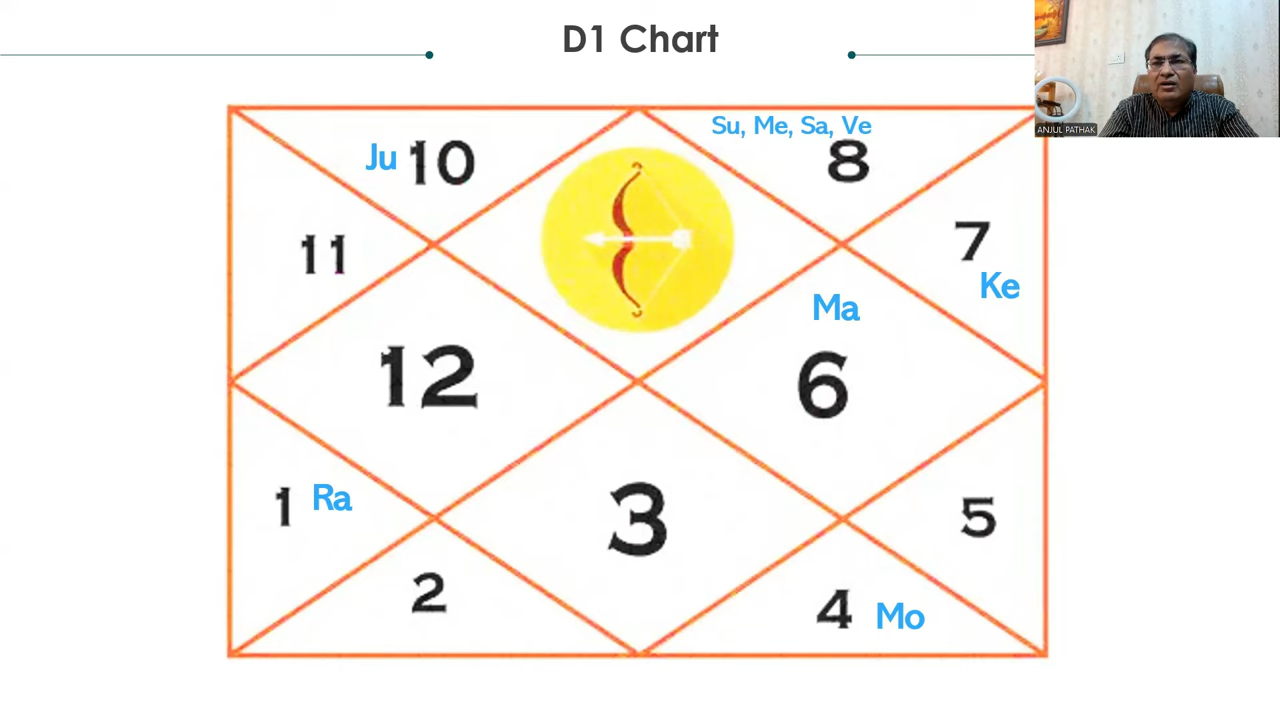 D1 Chart
ANJUL PATHAK
Su, Me, Sa, Ve
Ju 10
8
11
7
Ke
Ma
12
6
1 Ra
3
5
2
4 Mo